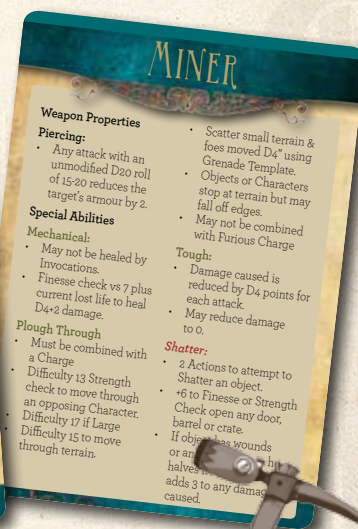 MINER
Weapon Properties
Piercing:
• Any attack with an
unmodified D20 roll
of 15-20 reduces the
target's armour by 2.
Special Abilities
Mechanical:
• May not be healed by
Invocations.
• Finesse check vs 7 plus
current lost life to heal
D4+2 damage.
Plough Through
• Must be combined with
a Charge
• Difficulty 13 Strength
check to move through
an opposing Character.
• Difficulty 17 if Large
• Difficulty 15 to move
through terrain.
• Scatter small terrain &
foes moved D4" using
Grenade Template.
• Objects or Characters
stop at terrain but may
fall off edges.
• May not be combined
with Furious Charge
Tough:
• Damage caused is
reduced by D4 points for
each attack.
• May reduce damage
to 0.
Shatter:
• 2 Actions to attempt to
Shatter an object.
• +6 to Finesse or Strength
Check open any door,
barrel or crate.
• If object has wounds
or
halves
adds 3 to any damage
caused.